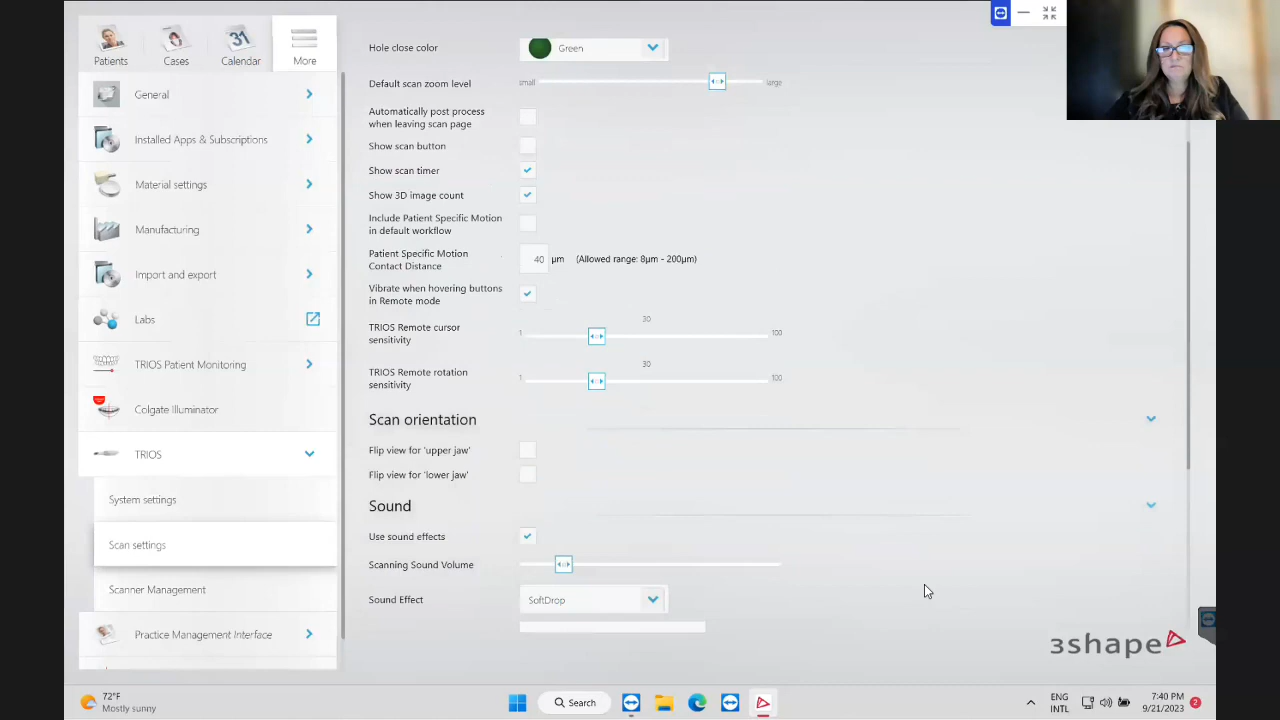 Patients
Cases
31
Calendar
More
General
Installed Apps & Subscriptions
Material settings
Manufacturing
Import and export
Labs
TRIOS Patient Monitoring
Colgate Illuminator
TRIOS
System settings
Scan settings
Scanner Management
Practice Management Interface
Hole close color
Green
Default scan zoom level
small
large
Automatically post process
when leaving scan page
Show scan button
Show scan timer
Show 3D image count
Include Patient Specific Motion
in default workflow
Patient Specific Motion
Contact Distance
40 μm (Allowed range: 8μm - 200μm)
Vibrate when hovering buttons
in Remote mode
TRIOS Remote cursor
sensitivity
1
30
100
TRIOS Remote rotation
sensitivity
1
30
100
Scan orientation
Flip view for 'upper jaw'
Flip view for 'lower jaw'
Sound
Use sound effects
Scanning Sound Volume
Sound Effect
SoftDrop
3shape
72°F
Mostly sunny
Search
ENG
INTL
7:40 PM
9/21/2023
2